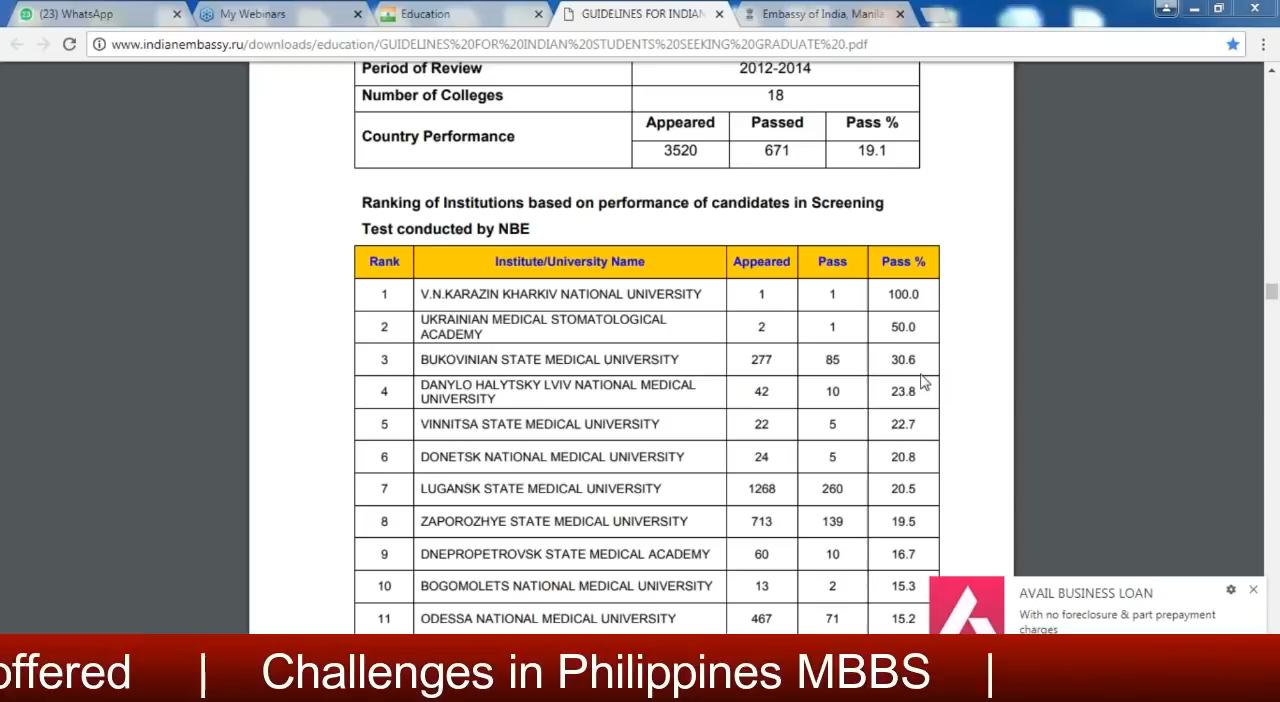 (23) WhatsApp
My Webinars
Education
GUIDELINES FOR INDIAN
Embassy of India, Manila
www.indianembassy.ru/downloads/education/GUIDELINES%20FOR%20INDIAN%20STUDENTS%20SEEKING%20GRADUATE%20.pdf
Period of Review 2012-2014
Number of Colleges 18
Country Performance
Appeared Passed Pass %
3520 671 19.1
Ranking of Institutions based on performance of candidates in Screening
Test conducted by NBE
Rank Institute/University Name Appeared Pass Pass %
1 V.N.KARAZIN KHARKIV NATIONAL UNIVERSITY 1 1 100.0
2 UKRAINIAN MEDICAL STOMATOLOGICAL
ACADEMY 2 1 50.0
3 BUKOVINIAN STATE MEDICAL UNIVERSITY 277 85 30.6
4 DANYLO HALYTSKY LVIV NATIONAL MEDICAL
UNIVERSITY 42 10 23.8
5 VINNITSA STATE MEDICAL UNIVERSITY 22 5 22.7
6 DONETSK NATIONAL MEDICAL UNIVERSITY 24 5 20.8
7 LUGANSK STATE MEDICAL UNIVERSITY 1268 260 20.5
8 ZAPOROZHYE STATE MEDICAL UNIVERSITY 713 139 19.5
9 DNEPROPETROVSK STATE MEDICAL ACADEMY 60 10 16.7
10 BOGOMOLETS NATIONAL MEDICAL UNIVERSITY 13 2 15.3
11 ODESSA NATIONAL MEDICAL UNIVERSITY 467 71 15.2
AVAIL BUSINESS LOAN
With no foreclosure & part prepayment
charges
offered | Challenges in Philippines MBBS |